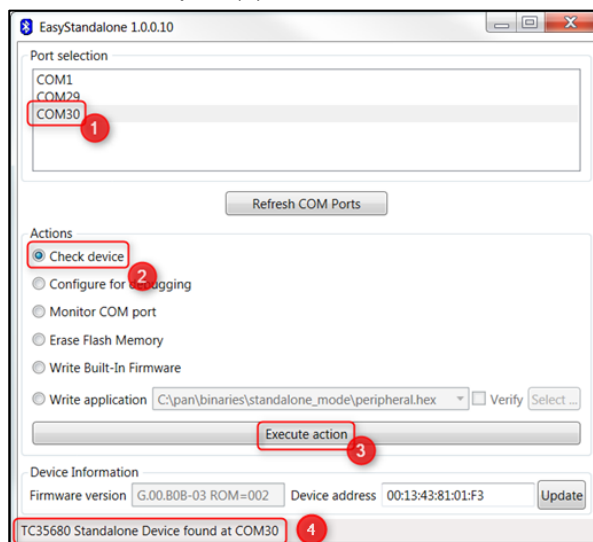 EasyStandalone 1.0.0.10
Port selection
COM1
COM29
COM30
1
Refresh COM Ports
Actions
Check device
2
Configure for debugging
Monitor COM port
Erase Flash Memory
Write Built-In Firmware
Write application C:\pan\binaries\standalone_mode\peripheral.hex Verify Select ...
Execute action
3
Device Information
Firmware version G.00.B0B-03 ROM=002 Device address 00:13:43:81:01:F3 Update
TC35680 Standalone Device found at COM30 4